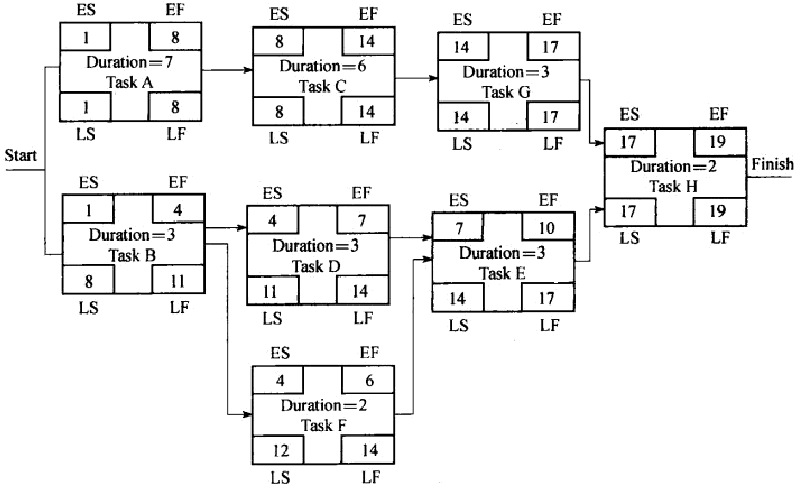 ES EF
1 8
Duration=7
Task A
1 8
LS LF
ES EF
8 14
Duration=6
Task C
8 14
LS LF
ES EF
14 17
Duration=3
Task G
14 17
LS LF
ES EF
17 19
Duration=2
Task H
17 19
LS LF
Finish
Start
ES EF
1 4
Duration=3
Task B
8 11
LS LF
ES EF
4 7
Duration=3
Task D
11 14
LS LF
ES EF
7 10
Duration=3
Task E
14 17
LS LF
ES EF
4 6
Duration=2
Task F
12 14
LS LF